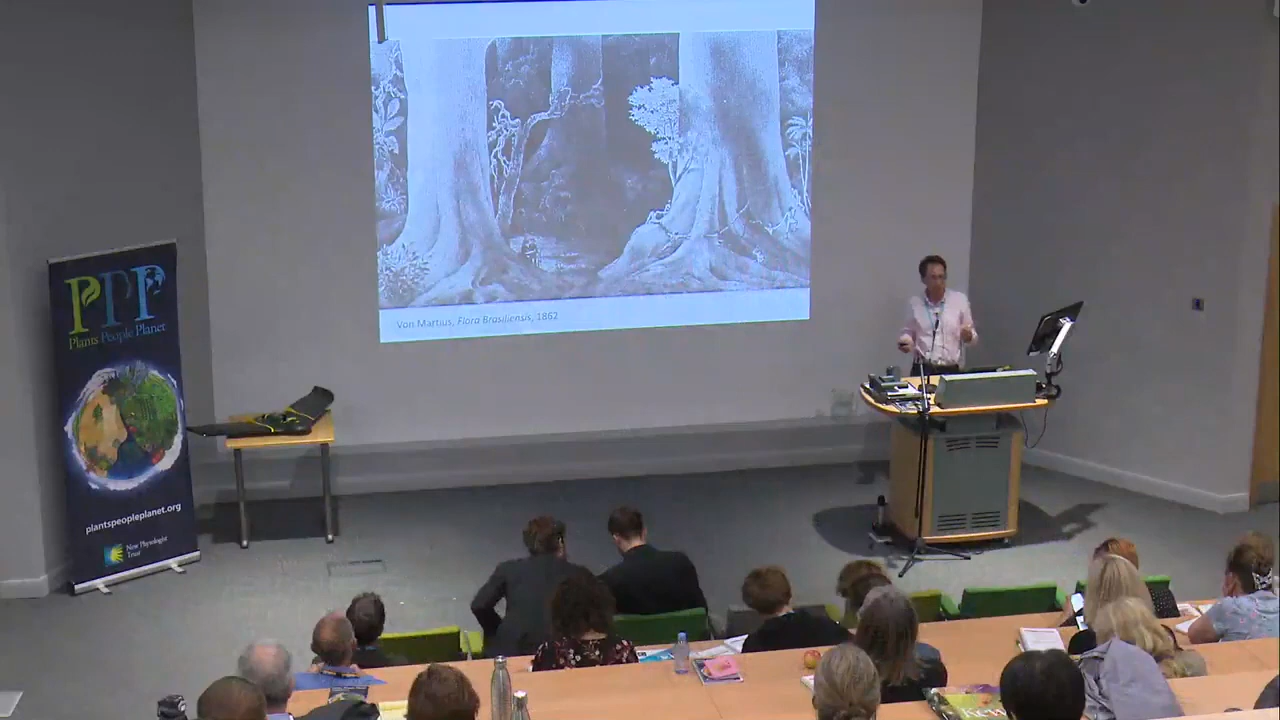 Von Martius, Flora Brasiliensis, 1862
PPP
Plants People Planet
plantspeopleplanet.org
New Phytologist
Trust